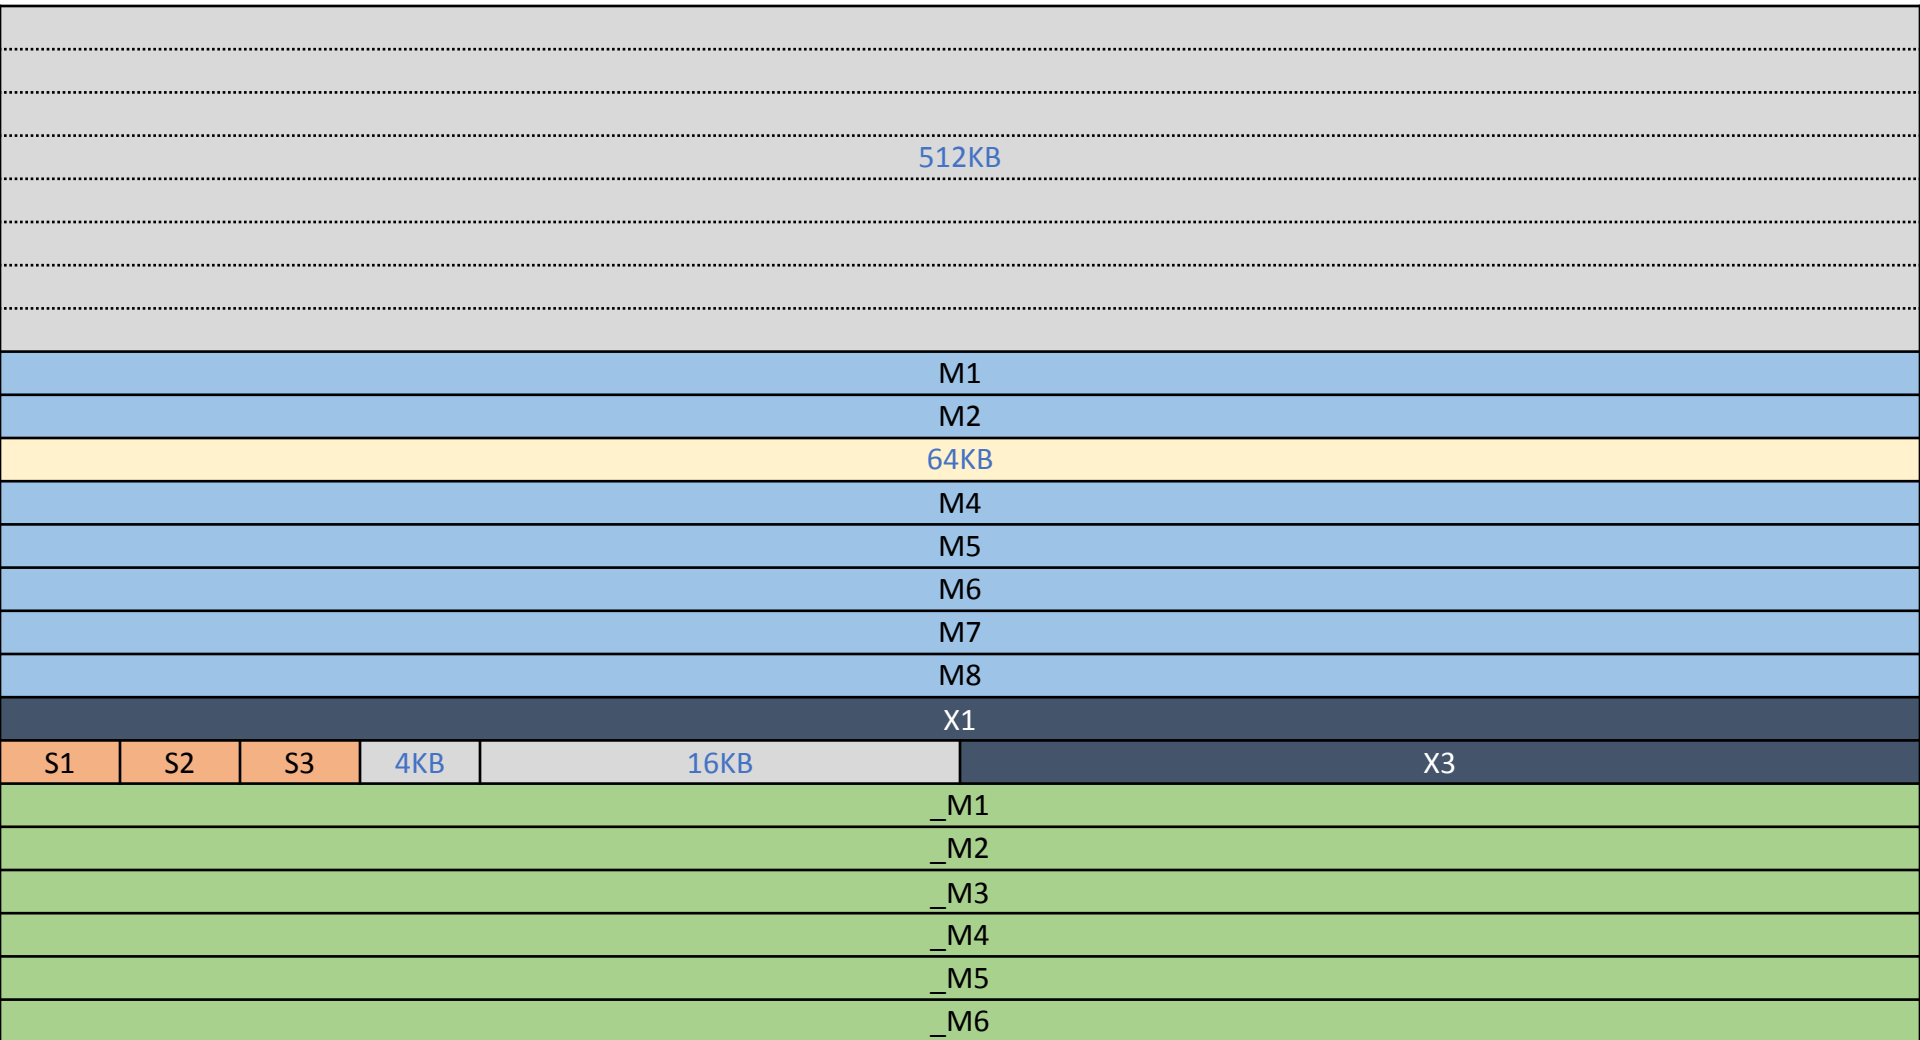 512KB
M1
M2
64KB
M4
M5
M6
M7
M8
X1
S1 S2 S3 4KB 16KB X3
_M1
_M2
_M3
_M4
_M5
_M6